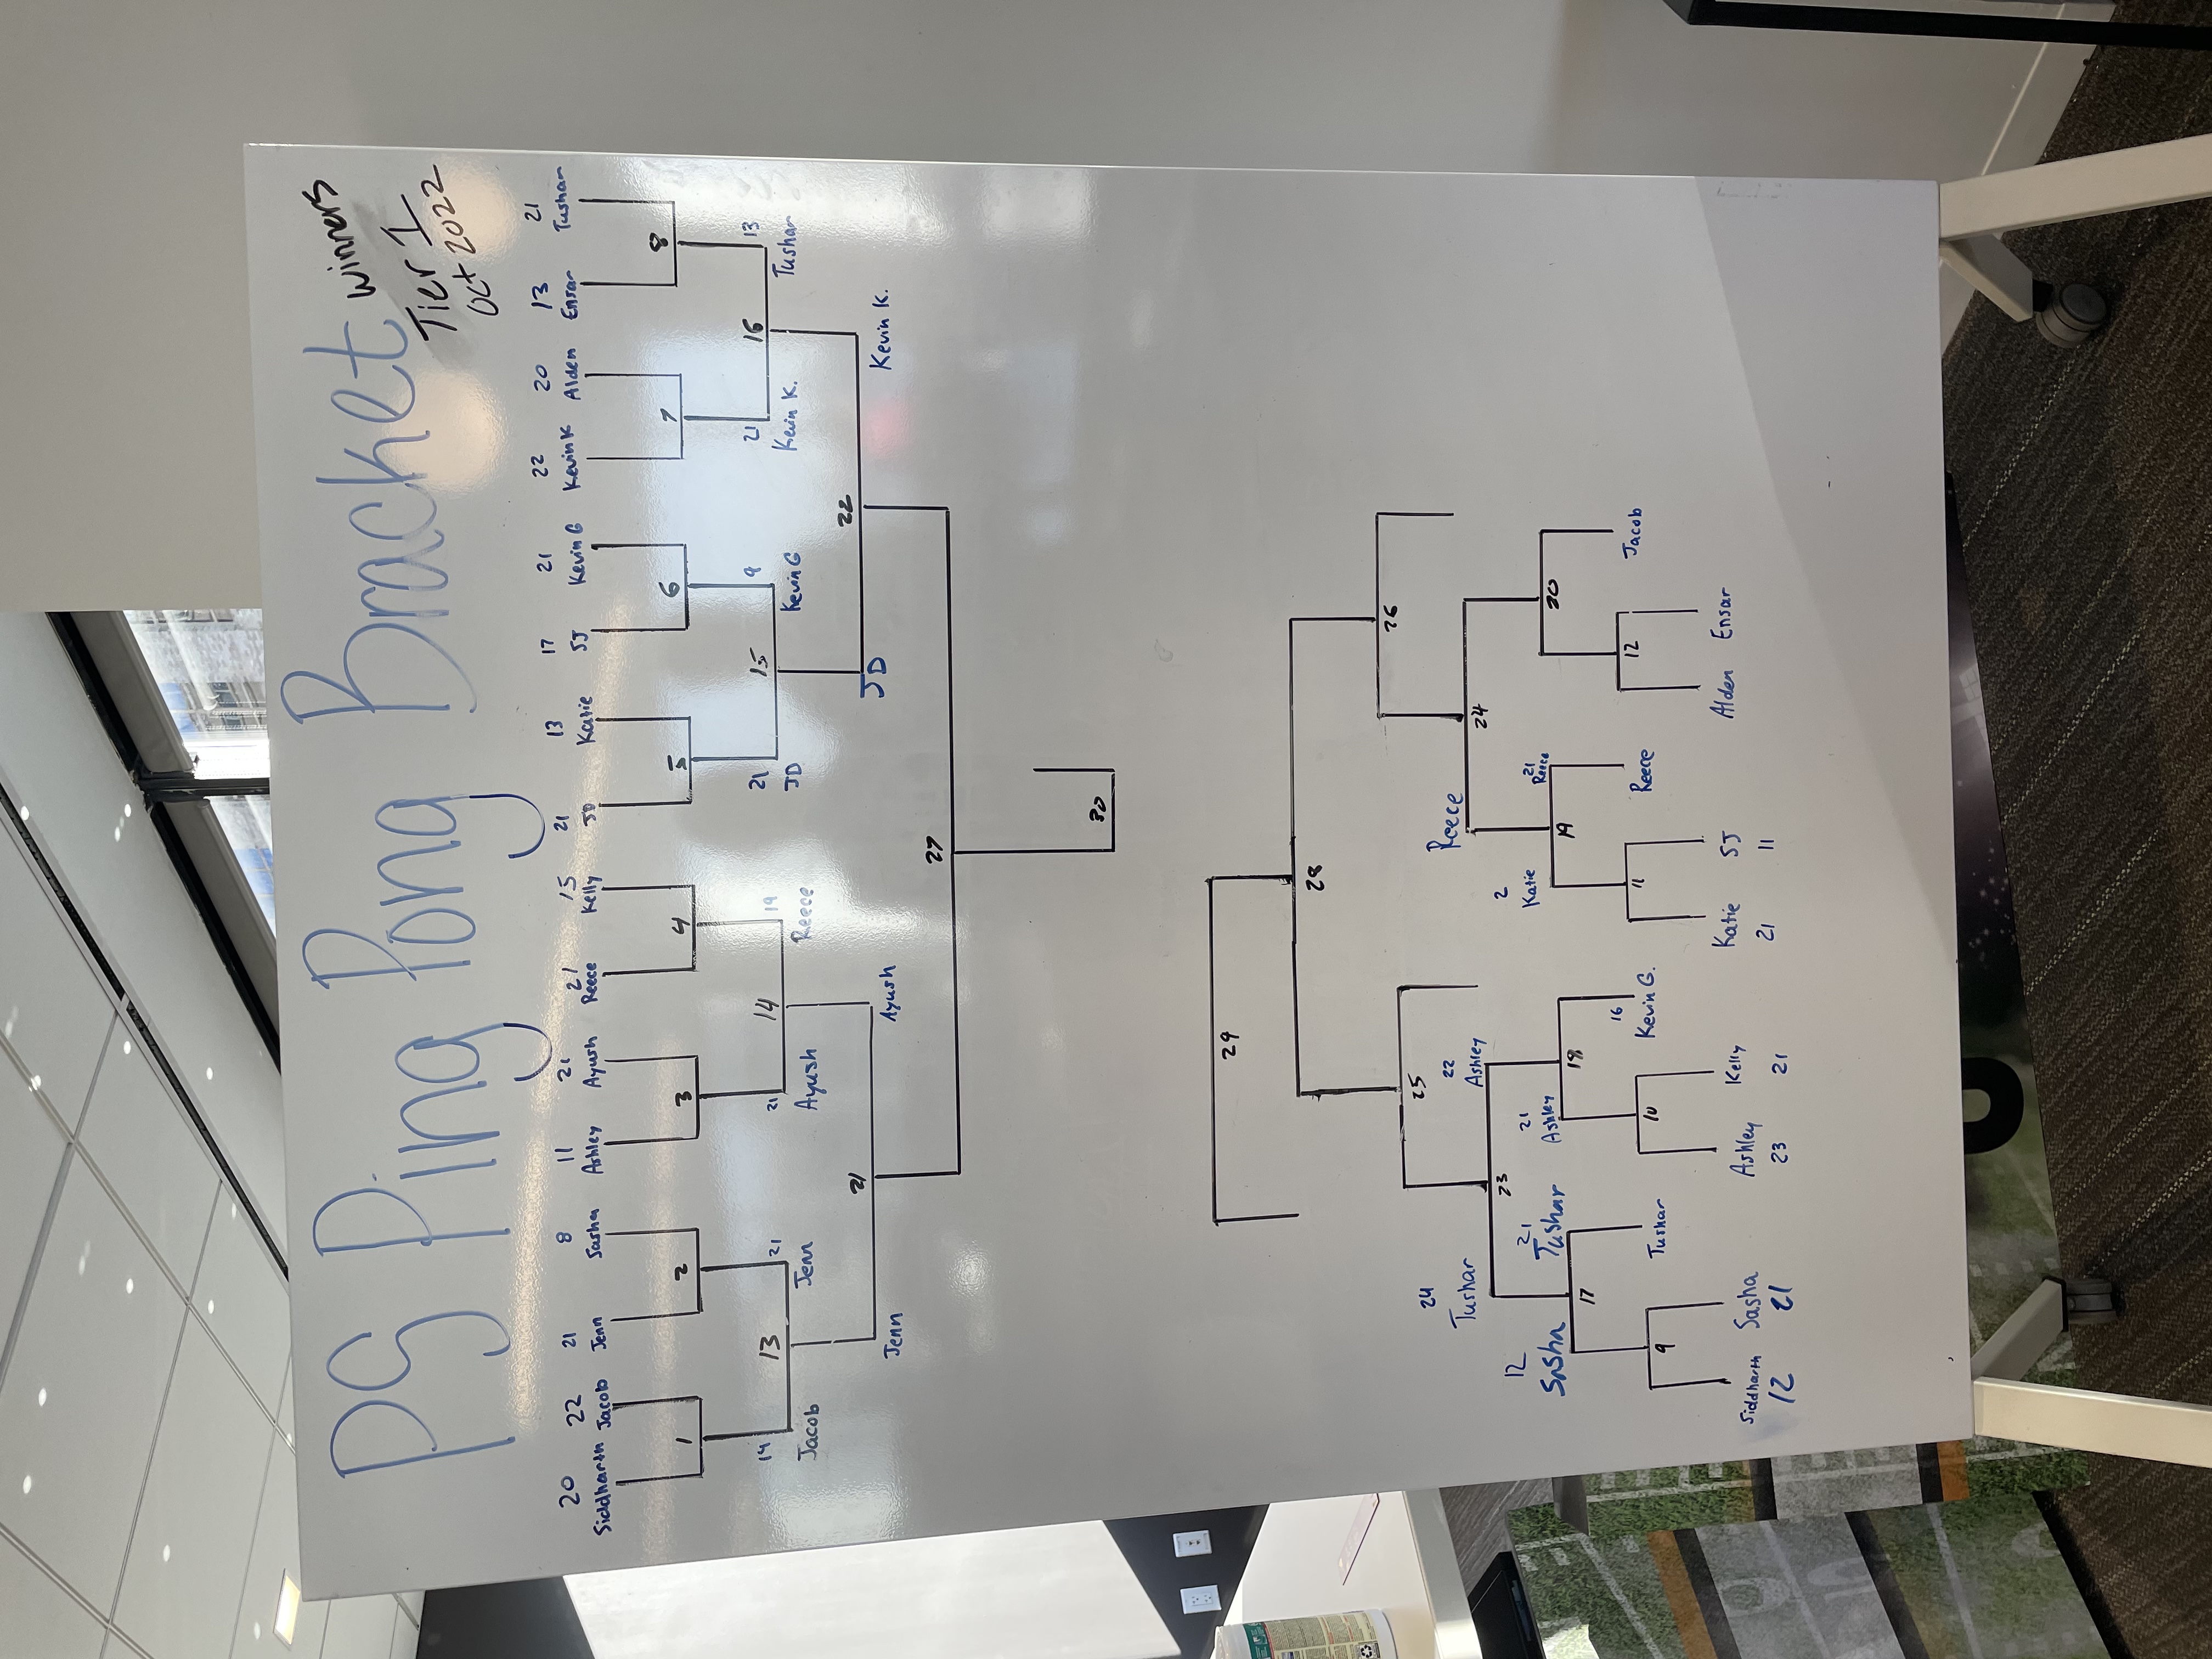 PS Ping Pong Bracket
winners
Tier 1
Oct 2022
20 22 21 8 11 21 21 15 21 13 17 21 22 20 13 21
Siddharth Jacob Jenn Sasha Ashley Ayush Reece Kelly JD Katie SJ Kevin G Kevin K Alden Ensar Tushar
1 2 3 4 5 6 7 8
14 13 21 21 14 19 21 15 9 21 16 13
Jacob Jenn Ayush Reece JD Kevin G Kevin K. Tushar
21 22
Jenn Ayush JD Kevin K.
27
30
29
28
26
25
24 22
Tushar Ashley Reece
23 24
12 21 21 2 21
Sasha Tushar Ashley Katie Reece
17 18 19 20
16
Tushar Kevin G. Reece Jacob
9 10 11 12
Siddharth Sasha Ashley Kelly Katie SJ Alden Ensar
12 21 23 21 21 11